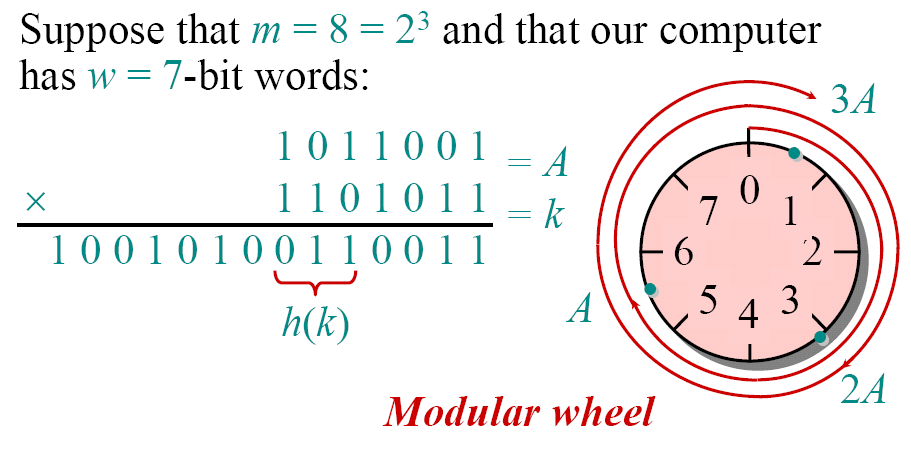 Suppose that m = 8 = 2³ and that our computer
has w = 7-bit words:
3A
1 0 1 1 0 0 1 = A
× 1 1 0 1 0 1 1 = k
1 0 0 1 0 1 0 0 1 1 0 0 1 1
h(k)
0
7 1
6 2
5 3
4
A
2A
Modular wheel